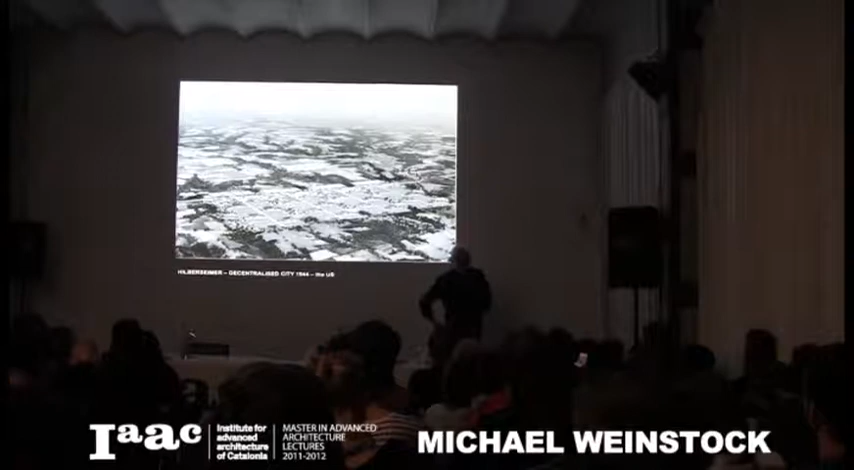 HILBERSEIMER – DECENTRALISED CITY 1944 – the US
Iaac
Institute for
advanced
architecture
of Catalonia
MASTER IN ADVANCED
ARCHITECTURE
LECTURES
2011-2012
MICHAEL WEINSTOCK